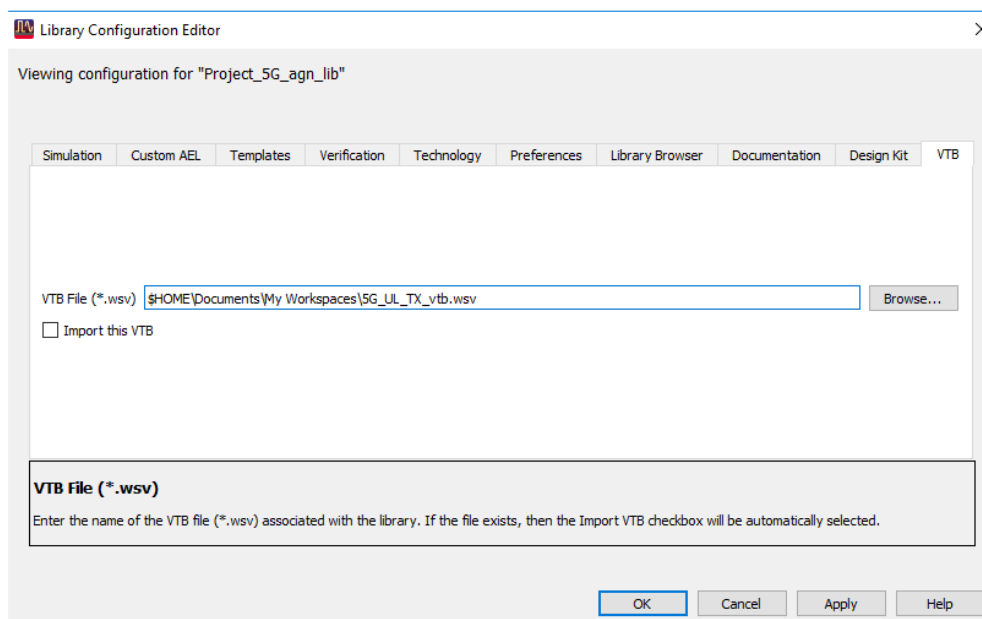 Library Configuration Editor
Viewing configuration for "Project_5G_agn_lib"
Simulation Custom AEL Templates Verification Technology Preferences Library Browser Documentation Design Kit VTB
VTB File (*.wsv) $HOME\Documents\My Workspaces\5G_UL_TX_vtb.wsv Browse...
Import this VTB
VTB File (*.wsv)
Enter the name of the VTB file (*.wsv) associated with the library. If the file exists, then the Import VTB checkbox will be automatically selected.
OK Cancel Apply Help